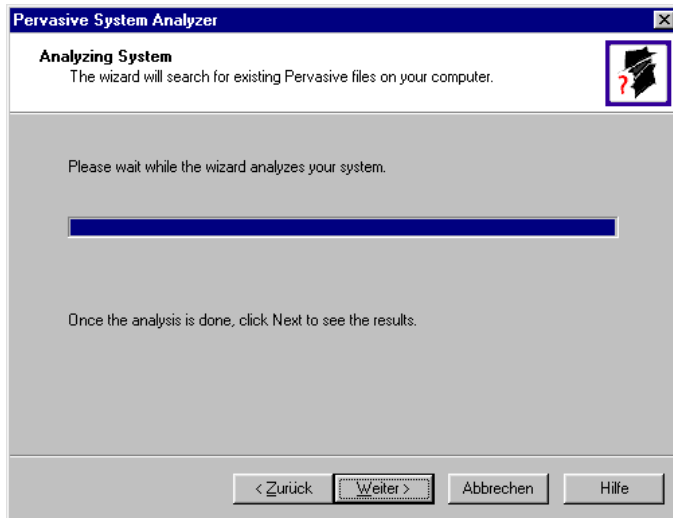 Pervasive System Analyzer
Analyzing System
The wizard will search for existing Pervasive files on your computer.
?
Please wait while the wizard analyzes your system.
Once the analysis is done, click Next to see the results.
< Zurück Weiter > Abbrechen Hilfe